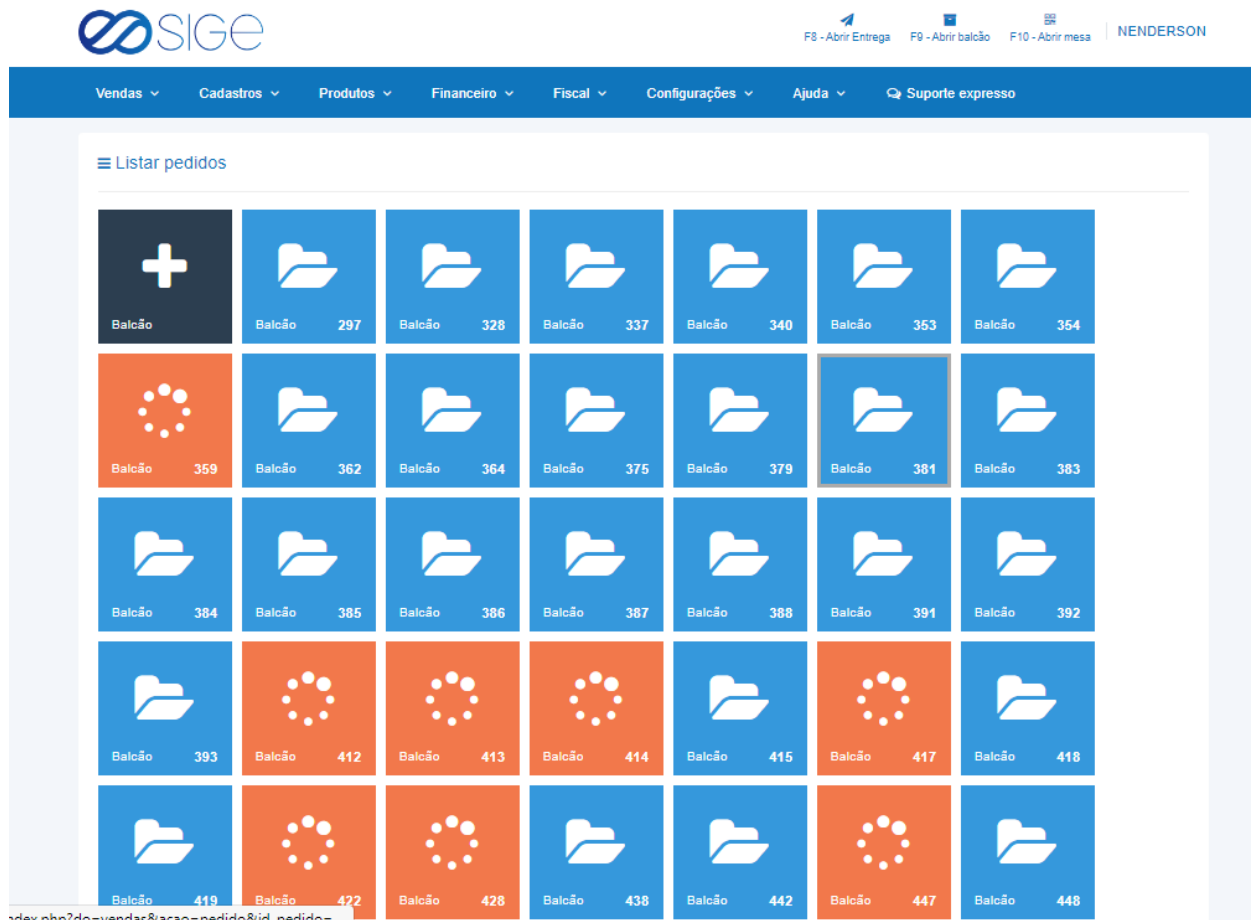 SIGE
F8 - Abrir Entrega F9 - Abrir balcão F10 - Abrir mesa NENDERSON
Vendas Cadastros Produtos Financeiro Fiscal Configurações Ajuda Suporte expresso
Listar pedidos
Balcão Balcão 297 Balcão 328 Balcão 337 Balcão 340 Balcão 353 Balcão 354
Balcão 359 Balcão 362 Balcão 364 Balcão 375 Balcão 379 Balcão 381 Balcão 383
Balcão 384 Balcão 385 Balcão 386 Balcão 387 Balcão 388 Balcão 391 Balcão 392
Balcão 393 Balcão 412 Balcão 413 Balcão 414 Balcão 415 Balcão 417 Balcão 418
Balcão 419 Balcão 422 Balcão 428 Balcão 438 Balcão 442 Balcão 447 Balcão 448